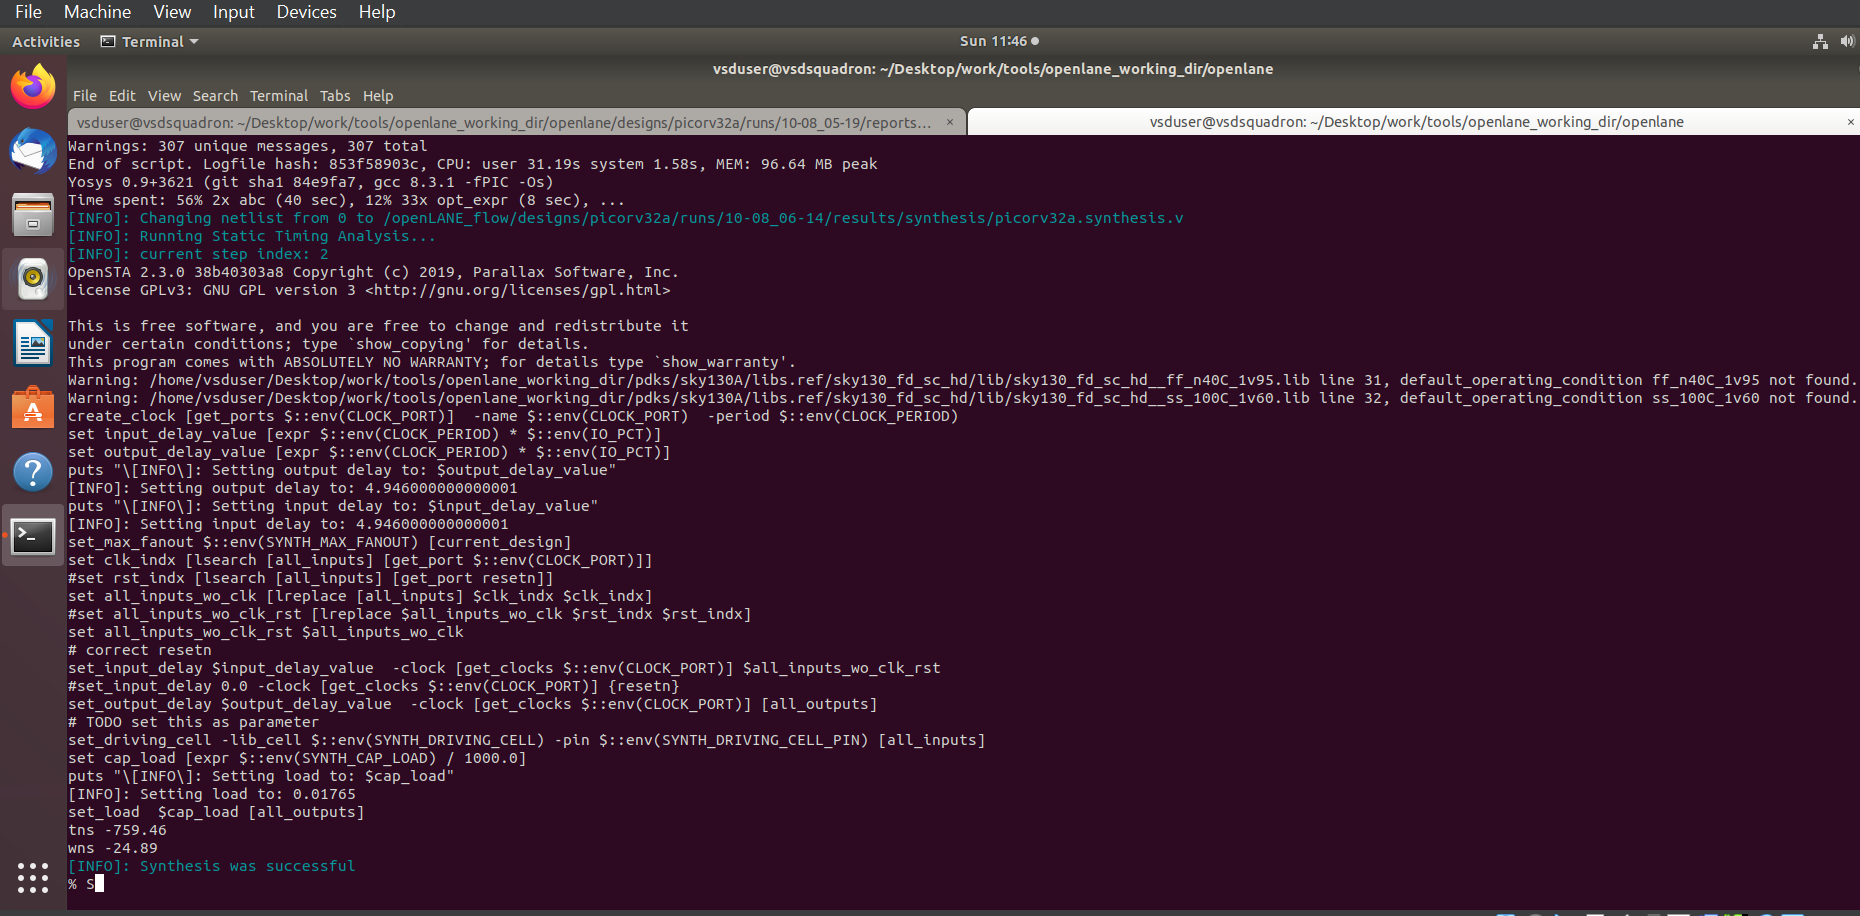 File Machine View Input Devices Help
Activities Terminal Sun 11:46
vsduser@vsdsquadron: ~/Desktop/work/tools/openlane_working_dir/openlane
File Edit View Search Terminal Tabs Help
vsduser@vsdsquadron: ~/Desktop/work/tools/openlane_working_dir/openlane/designs/picorv32a/runs/10-08_05-19/reports... × vsduser@vsdsquadron: ~/Desktop/work/tools/openlane_working_dir/openlane ×
Warnings: 307 unique messages, 307 total
End of script. Logfile hash: 853f58903c, CPU: user 31.19s system 1.58s, MEM: 96.64 MB peak
Yosys 0.9+3621 (git sha1 84e9fa7, gcc 8.3.1 -fPIC -Os)
Time spent: 56% 2x abc (40 sec), 12% 33x opt_expr (8 sec), ...
[INFO]: Changing netlist from 0 to /openLANE_flow/designs/picorv32a/runs/10-08_06-14/results/synthesis/picorv32a.synthesis.v
[INFO]: Running Static Timing Analysis...
[INFO]: current step index: 2
OpenSTA 2.3.0 38b40303a8 Copyright (c) 2019, Parallax Software, Inc.
License GPLv3: GNU GPL version 3 <http://gnu.org/licenses/gpl.html>
This is free software, and you are free to change and redistribute it
under certain conditions; type `show_copying' for details.
This program comes with ABSOLUTELY NO WARRANTY; for details type `show_warranty'.
Warning: /home/vsduser/Desktop/work/tools/openlane_working_dir/pdks/sky130A/libs.ref/sky130_fd_sc_hd/lib/sky130_fd_sc_hd__ff_n40C_1v95.lib line 31, default_operating_condition ff_n40C_1v95 not found.
Warning: /home/vsduser/Desktop/work/tools/openlane_working_dir/pdks/sky130A/libs.ref/sky130_fd_sc_hd/lib/sky130_fd_sc_hd__ss_100C_1v60.lib line 32, default_operating_condition ss_100C_1v60 not found.
create_clock [get_ports $::env(CLOCK_PORT)]  -name $::env(CLOCK_PORT)  -period $::env(CLOCK_PERIOD)
set input_delay_value [expr $::env(CLOCK_PERIOD) * $::env(IO_PCT)]
set output_delay_value [expr $::env(CLOCK_PERIOD) * $::env(IO_PCT)]
puts "\[INFO\]: Setting output delay to: $output_delay_value"
[INFO]: Setting output delay to: 4.946000000000001
puts "\[INFO\]: Setting input delay to: $input_delay_value"
[INFO]: Setting input delay to: 4.946000000000001
set_max_fanout $::env(SYNTH_MAX_FANOUT) [current_design]
set clk_indx [lsearch [all_inputs] [get_port $::env(CLOCK_PORT)]]
#set rst_indx [lsearch [all_inputs] [get_port resetn]]
set all_inputs_wo_clk [lreplace [all_inputs] $clk_indx $clk_indx]
#set all_inputs_wo_clk_rst [lreplace $all_inputs_wo_clk $rst_indx $rst_indx]
set all_inputs_wo_clk_rst $all_inputs_wo_clk
# correct resetn
set_input_delay $input_delay_value  -clock [get_clocks $::env(CLOCK_PORT)] $all_inputs_wo_clk_rst
#set_input_delay 0.0 -clock [get_clocks $::env(CLOCK_PORT)] {resetn}
set_output_delay $output_delay_value  -clock [get_clocks $::env(CLOCK_PORT)] [all_outputs]
# TODO set this as parameter
set_driving_cell -lib_cell $::env(SYNTH_DRIVING_CELL) -pin $::env(SYNTH_DRIVING_CELL_PIN) [all_inputs]
set cap_load [expr $::env(SYNTH_CAP_LOAD) / 1000.0]
puts "\[INFO\]: Setting load to: $cap_load"
[INFO]: Setting load to: 0.01765
set_load  $cap_load [all_outputs]
tns -759.46
wns -24.89
[INFO]: Synthesis was successful
% S